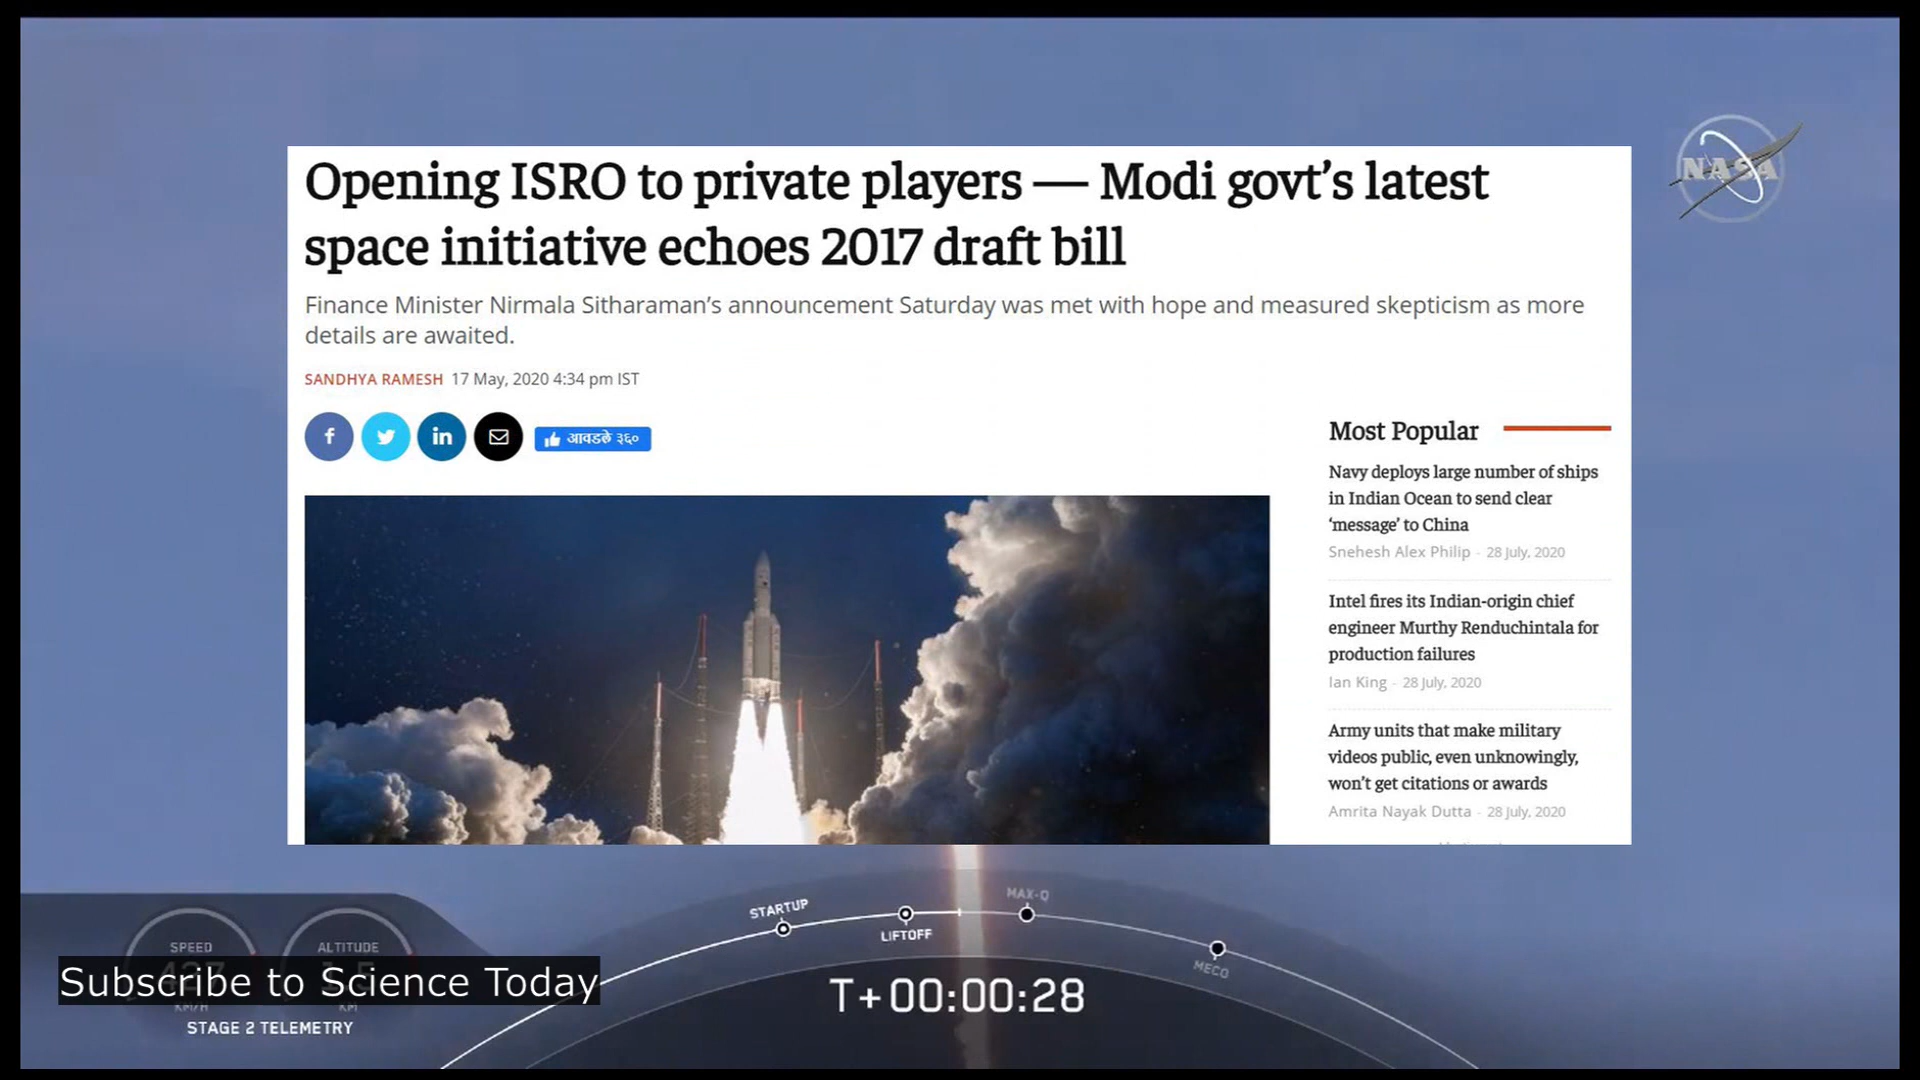 NASA
Opening ISRO to private players — Modi govt’s latest
space initiative echoes 2017 draft bill
Finance Minister Nirmala Sitharaman’s announcement Saturday was met with hope and measured skepticism as more
details are awaited.
SANDHYA RAMESH 17 May, 2020 4:34 pm IST
f in आवडले ३६०
Most Popular
Navy deploys large number of ships
in Indian Ocean to send clear
‘message’ to China
Snehesh Alex Philip - 28 July, 2020
Intel fires its Indian-origin chief
engineer Murthy Renduchintala for
production failures
Ian King - 28 July, 2020
Army units that make military
videos public, even unknowingly,
won’t get citations or awards
Amrita Nayak Dutta - 28 July, 2020
STARTUP
LIFTOFF
MAX-Q
MECO
SPEED
ALTITUDE
Subscribe to Science Today
KM/H
KM
STAGE 2 TELEMETRY
T+00:00:28